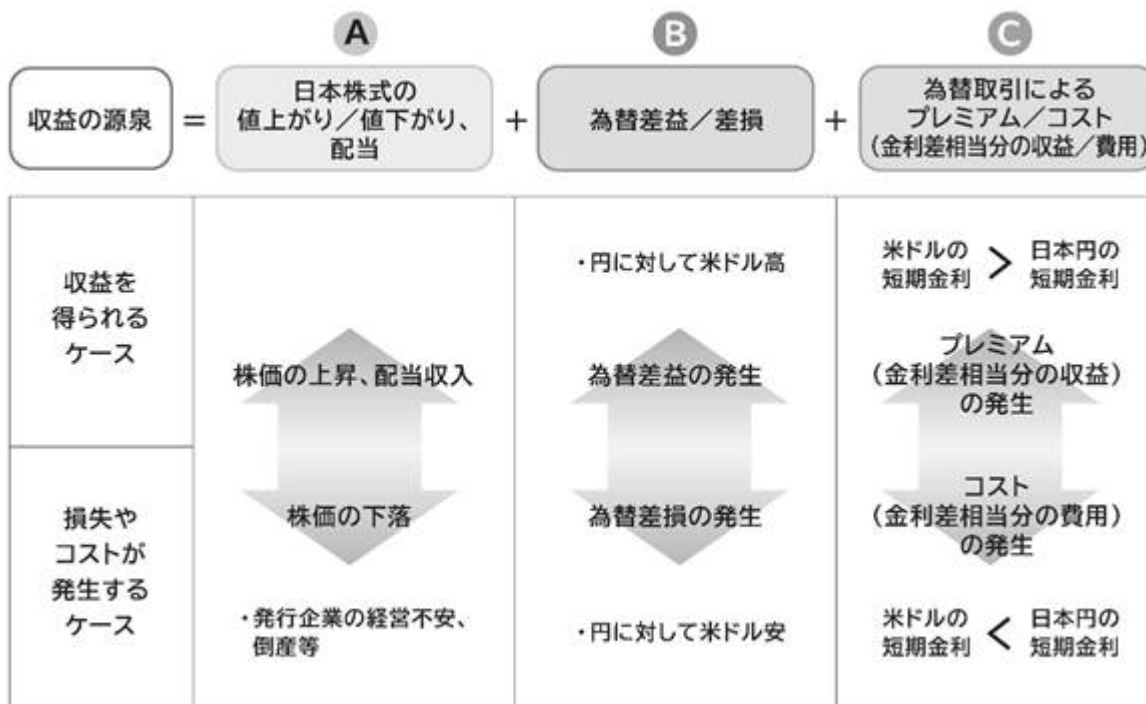 A
B
C
収益の源泉
=
日本株式の
値上がり／値下がり、
配当
+
為替差益／差損
+
為替取引による
プレミアム／コスト
(金利差相当分の収益／費用)
収益を
得られる
ケース
株価の上昇、配当収入
・円に対して米ドル高
為替差益の発生
米ドルの
短期金利
>
日本円の
短期金利
プレミアム
(金利差相当分の収益)
の発生
損失や
コストが
発生する
ケース
株価の下落
・発行企業の経営不安、
倒産等
為替差損の発生
・円に対して米ドル安
コスト
(金利差相当分の費用)
の発生
米ドルの
短期金利
<
日本円の
短期金利